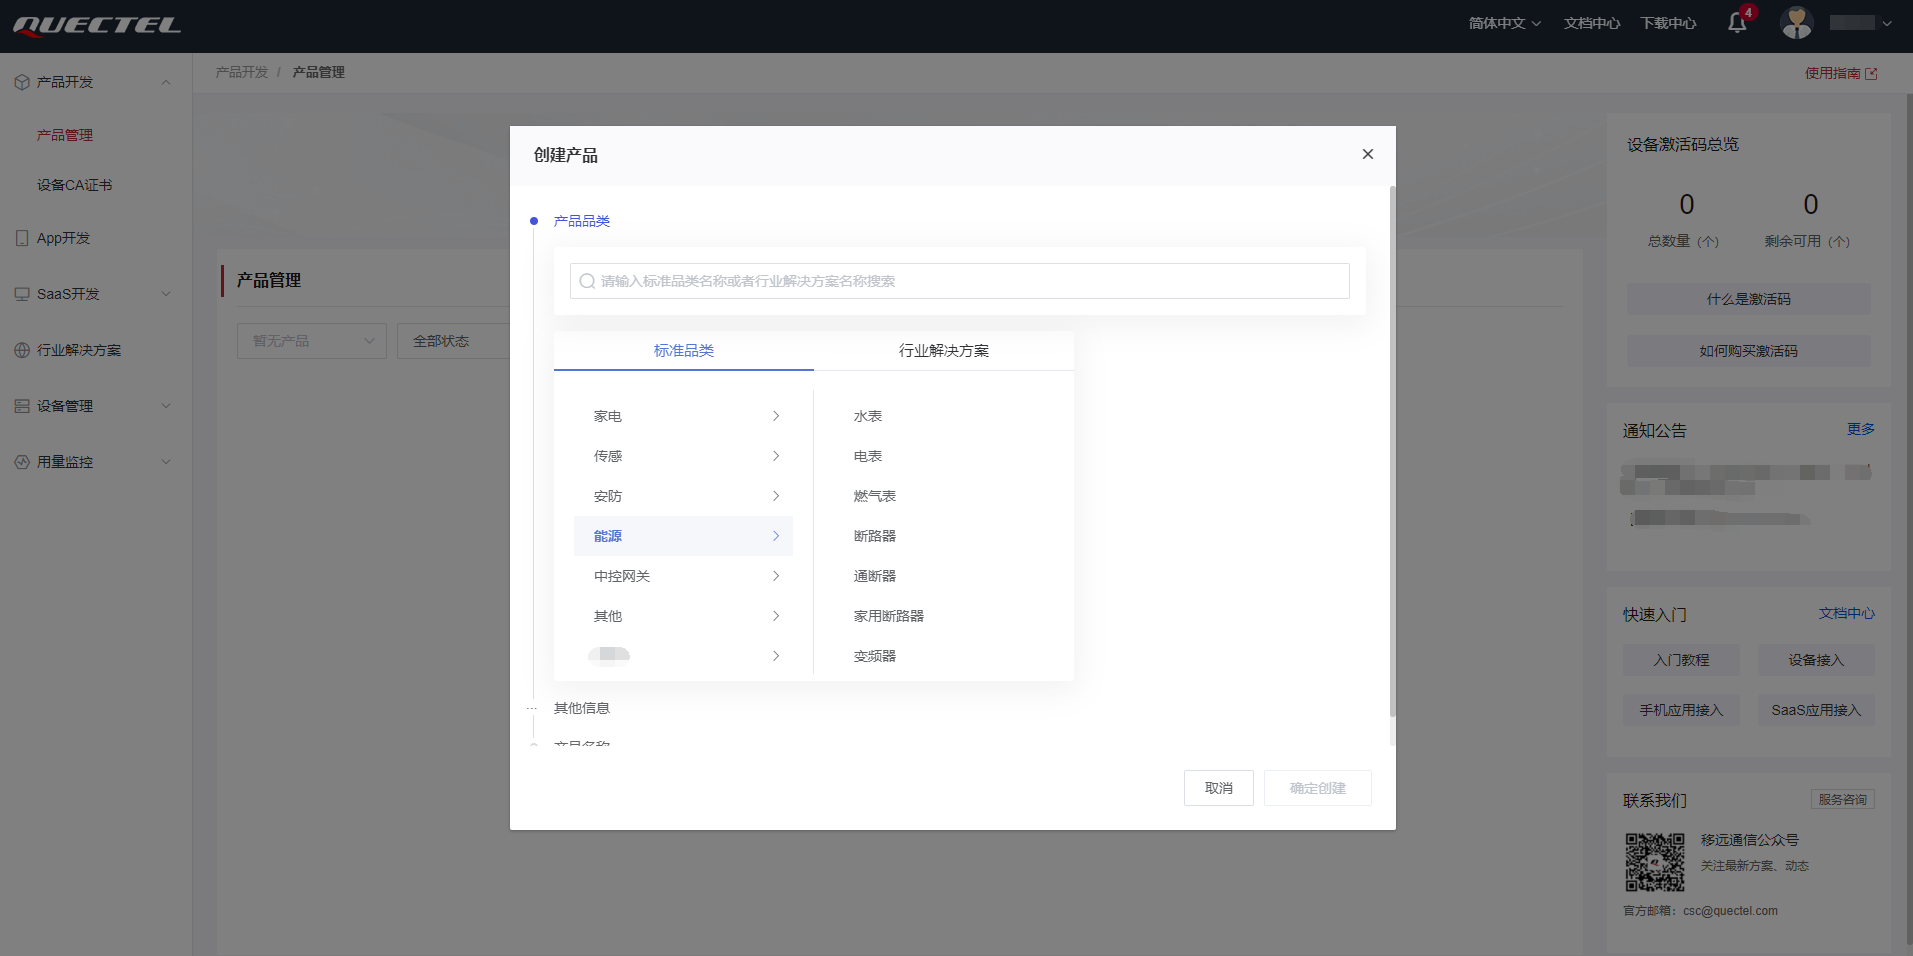 QUECTEL
简体中文
文档中心
下载中心
4
产品开发
产品管理
设备CA证书
App开发
SaaS开发
行业解决方案
设备管理
用量监控
产品开发 / 产品管理
使用指南
产品管理
暂无产品
全部状态
创建产品
产品品类
请输入标准品类名称或者行业解决方案名称搜索
标准品类
行业解决方案
家电
传感
安防
能源
中控网关
其他
水表
电表
燃气表
断路器
通断器
家用断路器
变频器
其他信息
产品名称
取消
确定创建
设备激活码总览
0
总数量 (个)
0
剩余可用 (个)
什么是激活码
如何购买激活码
通知公告
更多
快速入门
文档中心
入门教程
设备接入
手机应用接入
SaaS应用接入
联系我们
服务咨询
移远通信公众号
关注最新方案、动态
官方邮箱：csc@quectel.com